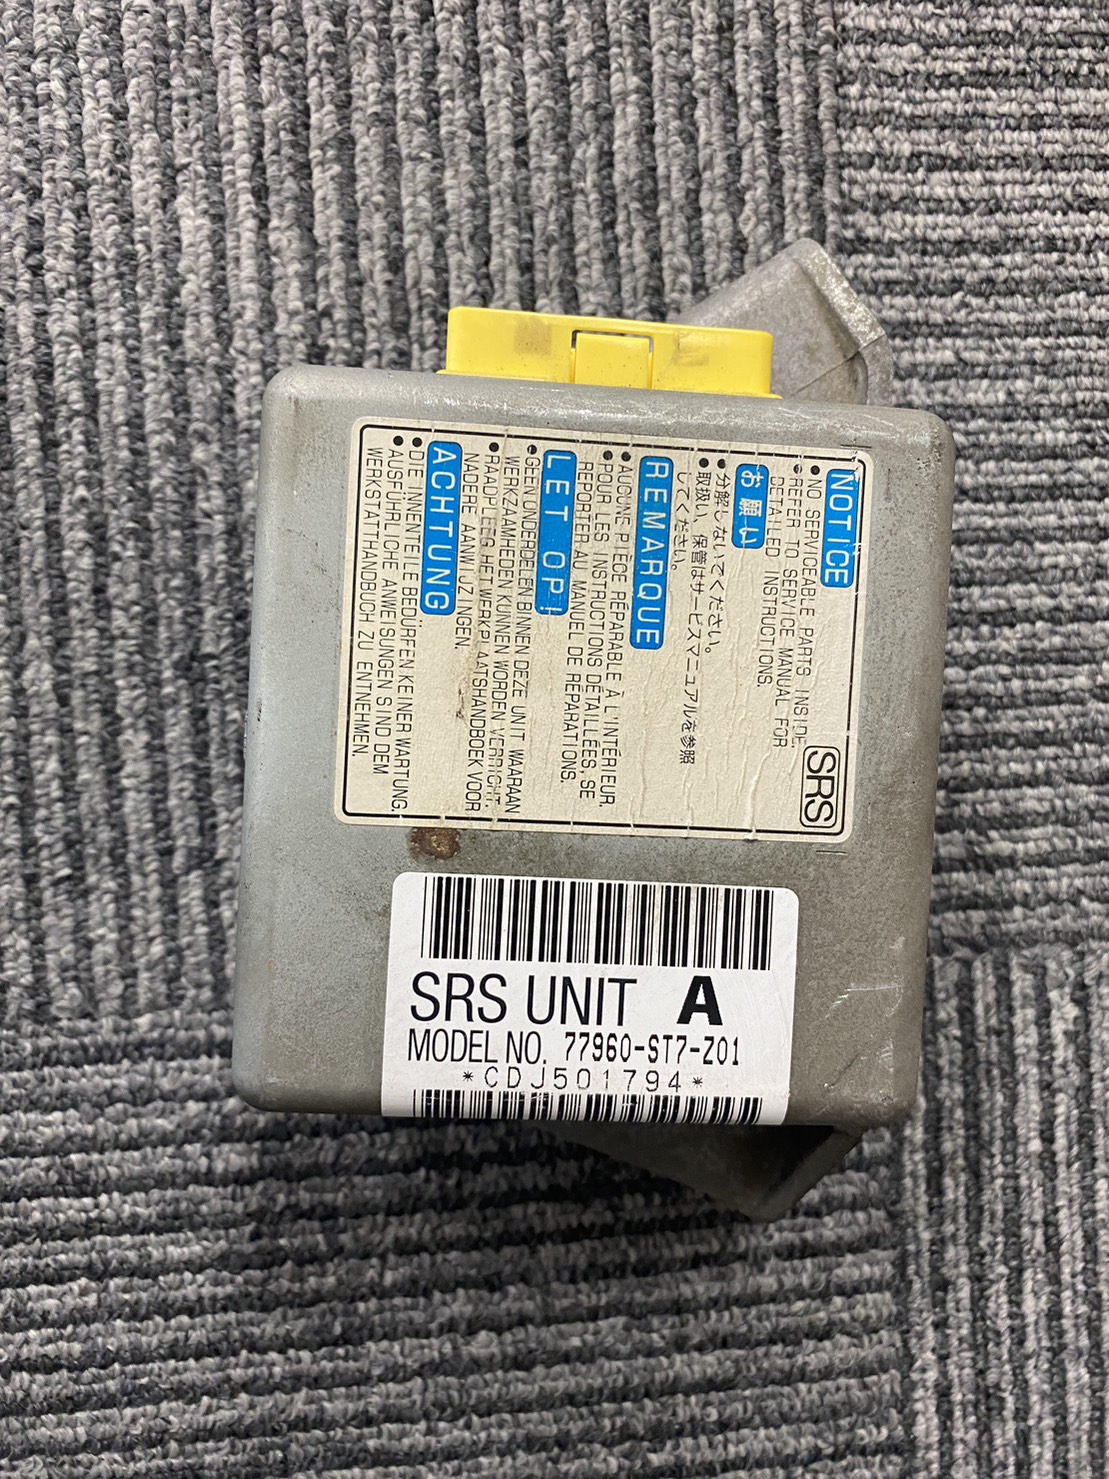 NOTICE
•NO SERVICEABLE PARTS INSIDE.
•REFER TO SERVICE MANUAL FOR
DETAILED INSTRUCTIONS.
SRS
お願い
•分解しないでください。
•取扱い、保管はサービスマニュアルを参照
してください。
REMARQUE
•AUCUNE PIÈCE RÉPARABLE À L'INTÉRIEUR.
•POUR LES INSTRUCTIONS DÉTAILLÉES, SE
REPORTER AU MANUEL DE RÉPARATIONS.
LET OP!
•GEEN ONDERDELEN BINNEN DEZE UNIT WAARAAN
WERKZAAMHEDEN KUNNEN WORDEN VERRICHT.
•RAADPLEEG HET WERKPLAATSHANDBOEK VOOR
NADERE AANWIJZINGEN.
ACHTUNG
•DIE INNENTEILE BEDÜRFEN KEINER WARTUNG.
•AUSFÜHRLICHE ANWEISUNGEN SIND DEM
WERKSTATTHANDBUCH ZU ENTNEHMEN.
SRS UNIT A
MODEL NO. 77960-ST7-Z01
*CDJ501794*